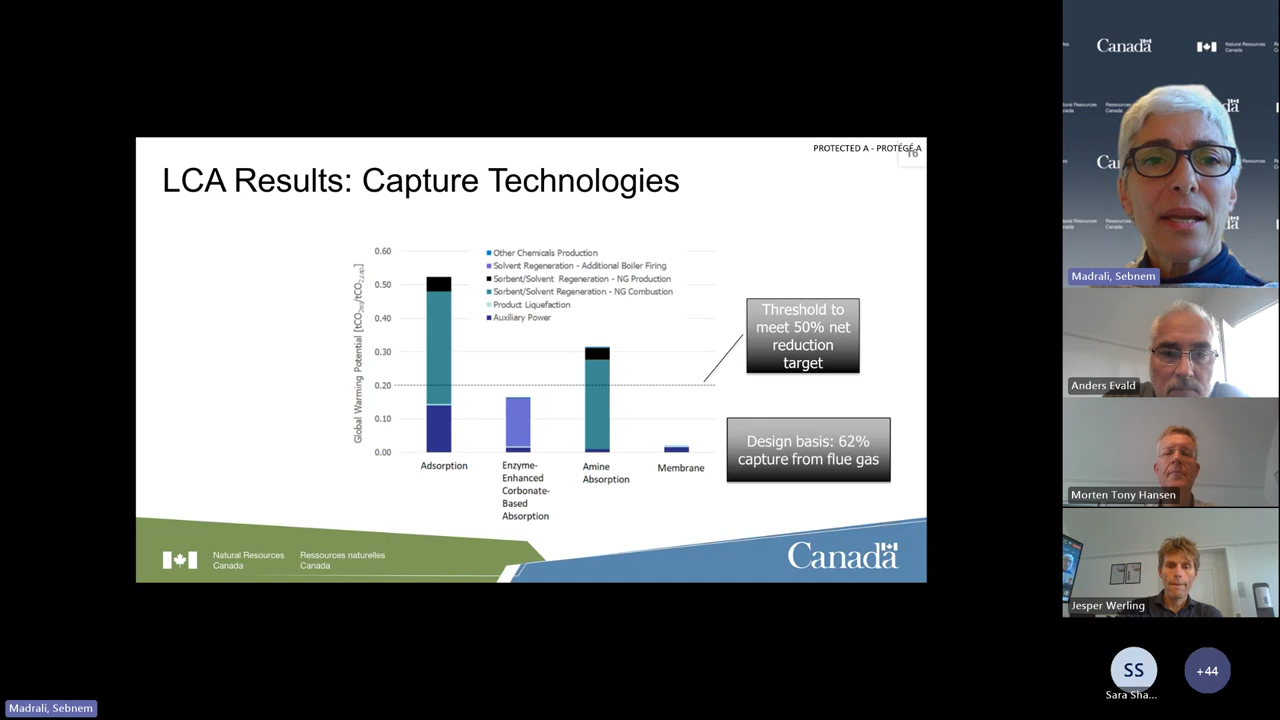 PROTECTED A - PROTÉGÉ A
16
LCA Results: Capture Technologies
Global Warming Potential
0.60
0.50
0.40
0.30
0.20
0.10
0.00
Other Chemicals Production
Solvent Regeneration - Additional Boiler Firing
Sorbent/Solvent Regeneration - NG Production
Sorbent/Solvent Regeneration - NG Combustion
Product Liquefaction
Auxiliary Power
Adsorption
Enzyme-
Enhanced
Corbonate-
Based
Absorption
Amine
Absorption
Membrane
Threshold to
meet 50% net
reduction
target
Design basis: 62%
capture from flue gas
Natural Resources
Canada
Ressources naturelles
Canada
Canada
Canada
Natural Resources
Canada
Madrali, Sebnem
Anders Evald
Morten Tony Hansen
Jesper Werling
SS
+44
Sara Sha...
Madrali, Sebnem